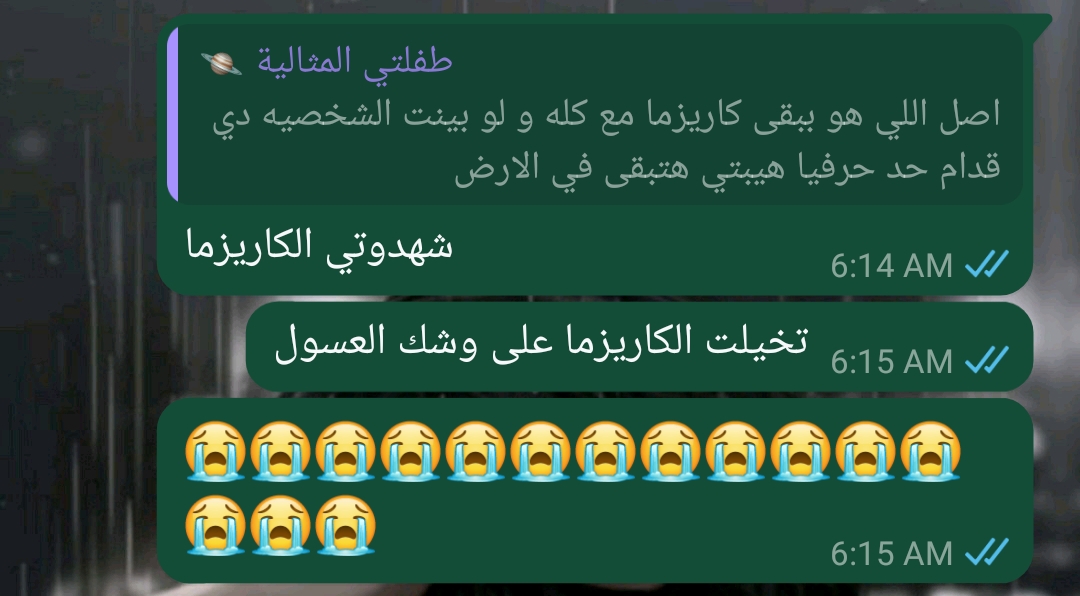 طفلتي المثالية 🪐
اصل اللي هو ببقى كاريزما مع كله و لو بينت الشخصيه دي
قدام حد حرفيا هيبتي هتبقى في الارض
شهدوتي الكاريزما
6:14 AM
تخيلت الكاريزما على وشك العسول
6:15 AM
😭😭😭😭😭😭😭😭😭😭😭😭
😭😭😭
6:15 AM